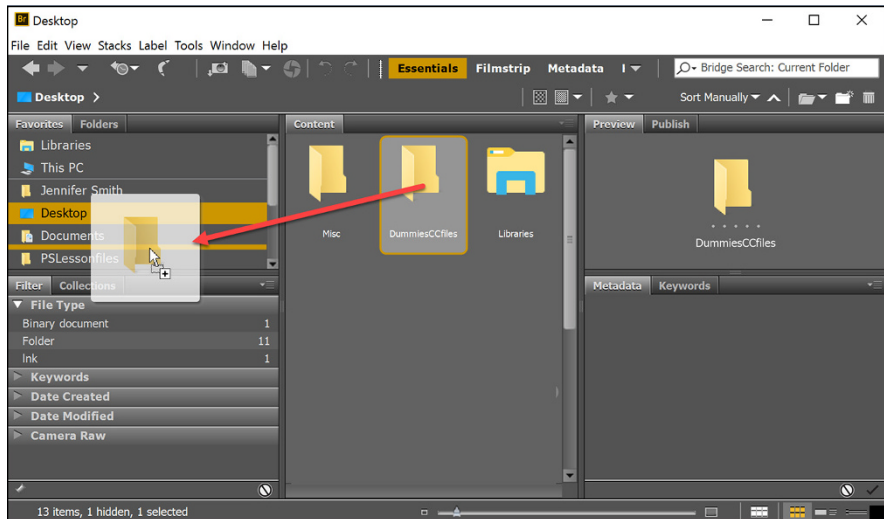 Br Desktop
File Edit View Stacks Label Tools Window Help
Essentials Filmstrip Metadata I Bridge Search: Current Folder
Desktop > Sort Manually
Favorites Folders
Content
Preview Publish
Libraries
This PC
Jennifer Smith
Desktop
Documents
PSLessonfiles
Misc
DummiesCCfiles
Libraries
DummiesCCfiles
Filter Collections
Metadata Keywords
File Type
Binary document 1
Folder 11
Ink 1
Keywords
Date Created
Date Modified
Camera Raw
13 items, 1 hidden, 1 selected